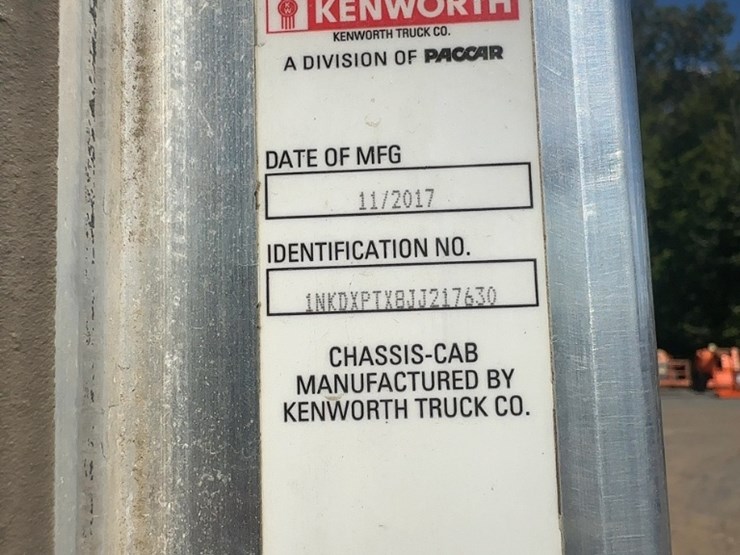 KENWORTH
KENWORTH TRUCK CO.
A DIVISION OF PACCAR
DATE OF MFG
11/2017
IDENTIFICATION NO.
1NKDXPTX8JJ217630
CHASSIS-CAB
MANUFACTURED BY
KENWORTH TRUCK CO.